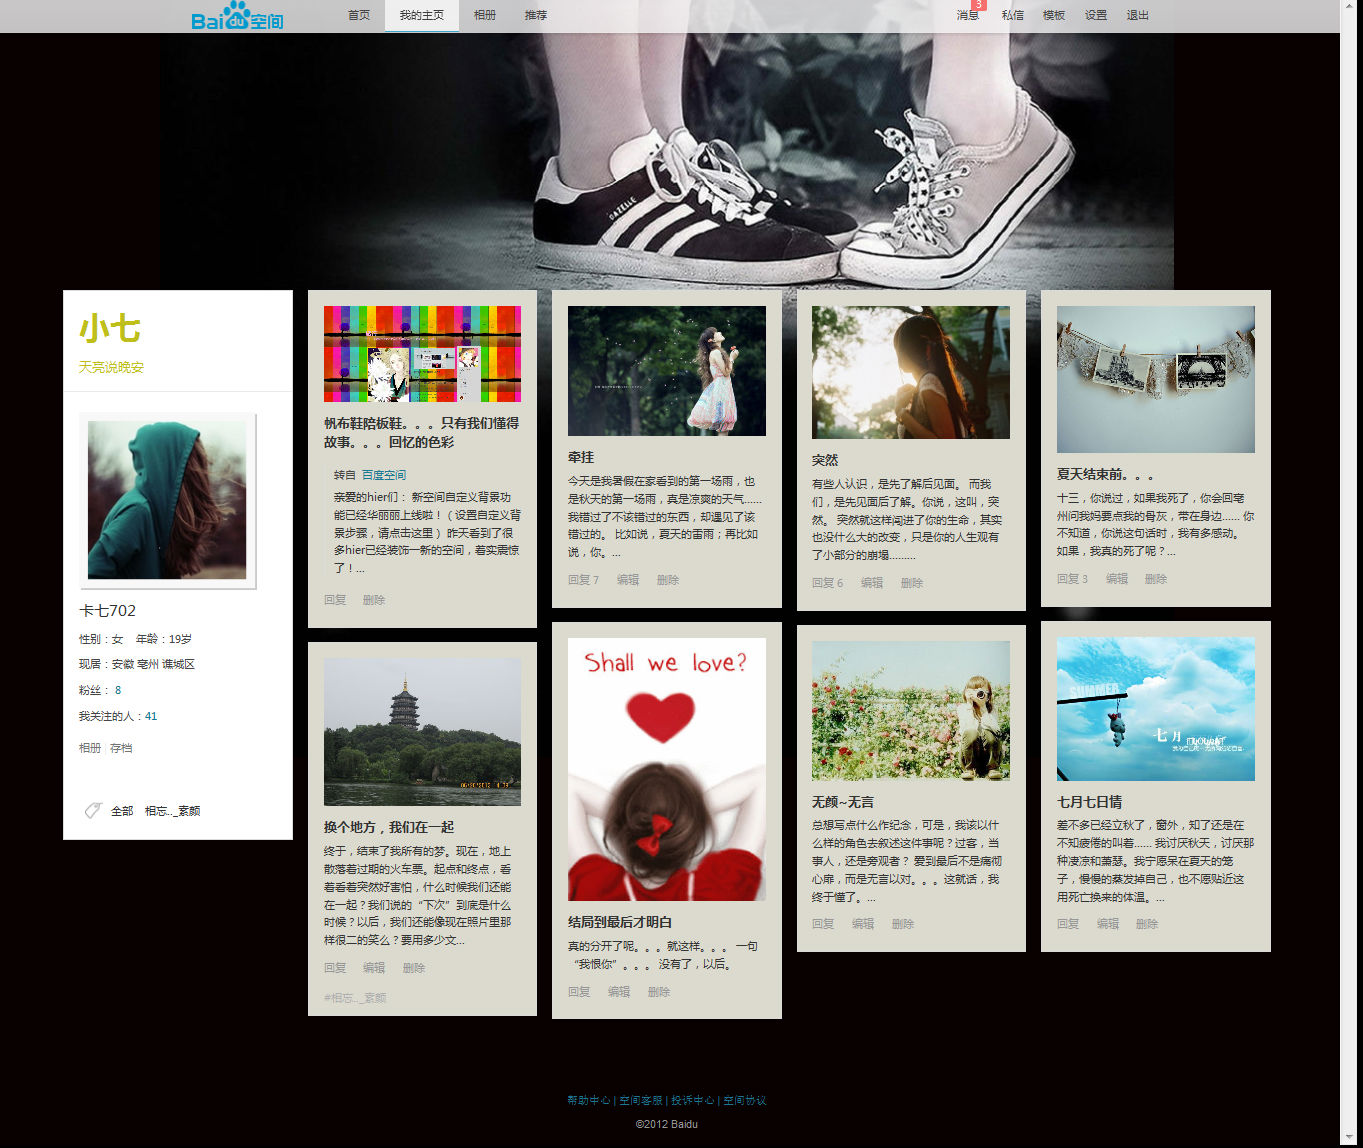 Baidu空间
首页 我的主页 相册 推荐
消息 3 私信 模板 设置 退出
GAZELLE
小七
天亮说晚安
卡七702
性别：女 年龄：19岁
现居：安徽 亳州 谯城区
粉丝： 8
我关注的人：41
相册 存档
全部 相忘.._素颜
帆布鞋陪板鞋。。。只有我们懂得
故事。。。回忆的色彩
转自 百度空间
亲爱的hier们： 新空间自定义背景功
能已经华丽丽上线啦！（设置自定义背
景步骤，请点击这里 ） 昨天看到了很
多hier已经装饰一新的空间，着实震惊
了！...
回复 删除
换个地方，我们在一起
终于，结束了我所有的梦。现在，地上
散落着过期的火车票。起点和终点，看
着看着突然好害怕，什么时候我们还能
在一起？我们说的“下次”到底是什么
时候？以后，我们还能像现在照片里那
样很二的笑么？要用多少文...
回复 编辑 删除
#相忘.._素颜
牵挂
今天是我暑假在家看到的第一场雨，也
是秋天的第一场雨，真是凉爽的天气......
我错过了不该错过的东西，却遇见了该
错过的。 比如说，夏天的雷雨；再比如
说，你。...
回复 7 编辑 删除
Shall we love?
结局到最后才明白
真的分开了呢。。。就这样。。。 一句
“我恨你”。。。 没有了，以后。
回复 编辑 删除
突然
有些人认识，是先了解后见面。 而我
们，是先见面后了解。你说，这叫，突
然。 突然就这样闯进了你的生命，其实
也没什么大的改变，只是你的人生观有
了小部分的崩塌.........
回复 6 编辑 删除
无颜~无言
总想写点什么作纪念，可是，我该以什
么样的角色去叙述这件事呢？过客，当
事人，还是旁观者？ 爱到最后不是痛彻
心扉，而是无言以对。。。这就话，我
终于懂了。...
回复 编辑 删除
夏天结束前。。。
十三，你说过，如果我死了，你会回亳
州问我妈要点我的骨灰，带在身边...... 你
不知道，你说这句话时，我有多感动。
如果，我真的死了呢？...
回复 3 编辑 删除
SUMMER
七月
七月七日情
差不多已经立秋了，窗外，知了还是在
不知疲倦的叫着...... 我讨厌秋天，讨厌那
种凄凉和萧瑟。我宁愿呆在夏天的笼
子，慢慢的蒸发掉自己，也不愿贴近这
用死亡换来的体温。...
回复 编辑 删除
帮助中心 | 空间客服 | 投诉中心 | 空间协议
©2012 Baidu